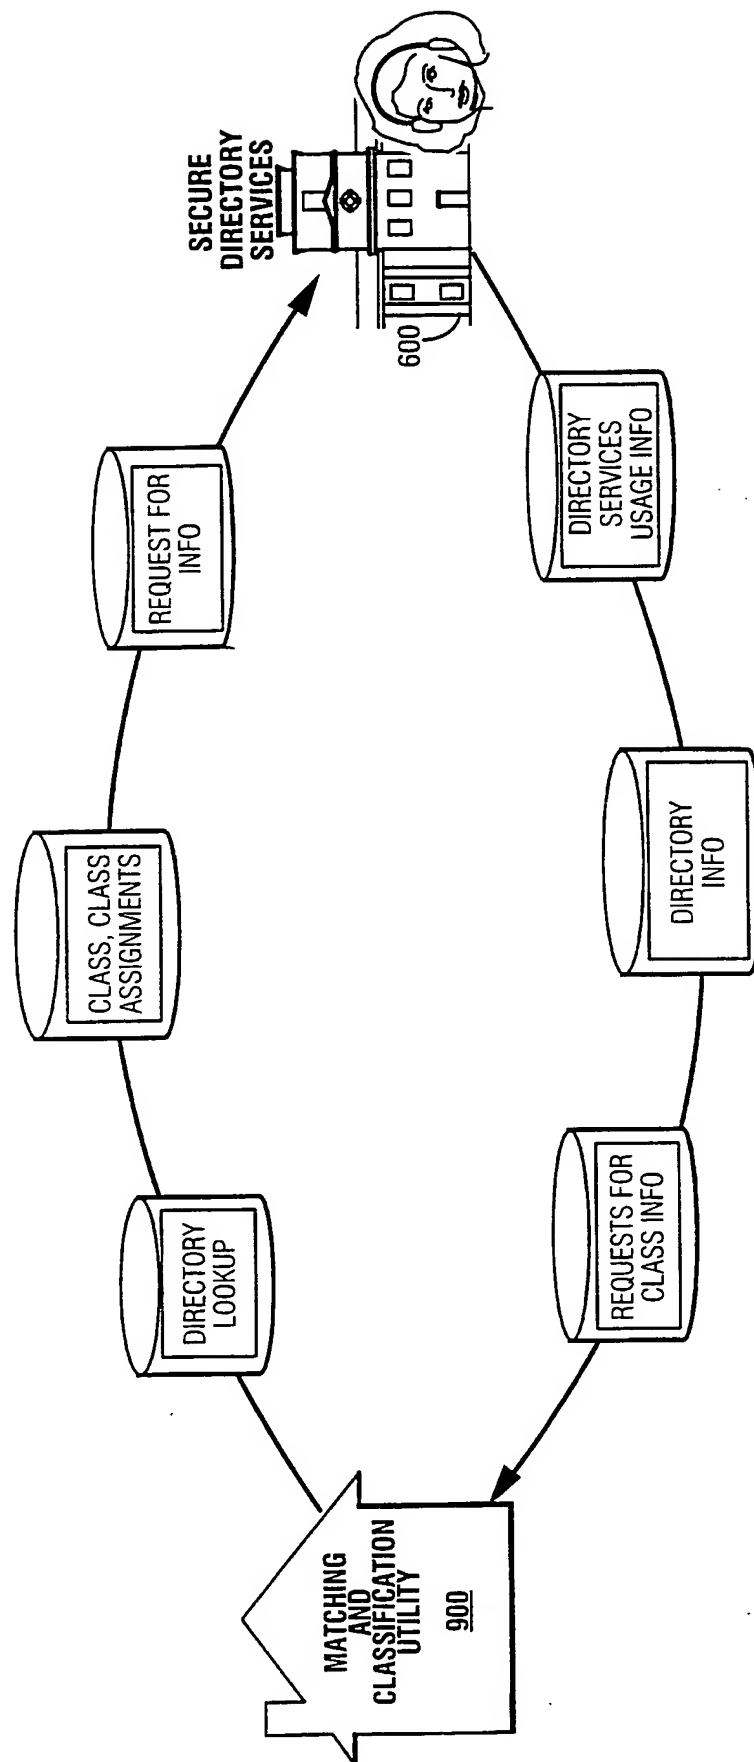 SECURE
DIRECTORY
SERVICES
600
REQUEST FOR
INFO
CLASS, CLASS
ASSIGNMENTS
DIRECTORY
LOOKUP
MATCHING
AND
CLASSIFICATION
UTILITY
900
REQUESTS FOR
CLASS INFO
DIRECTORY
INFO
DIRECTORY
SERVICES
USAGE INFO